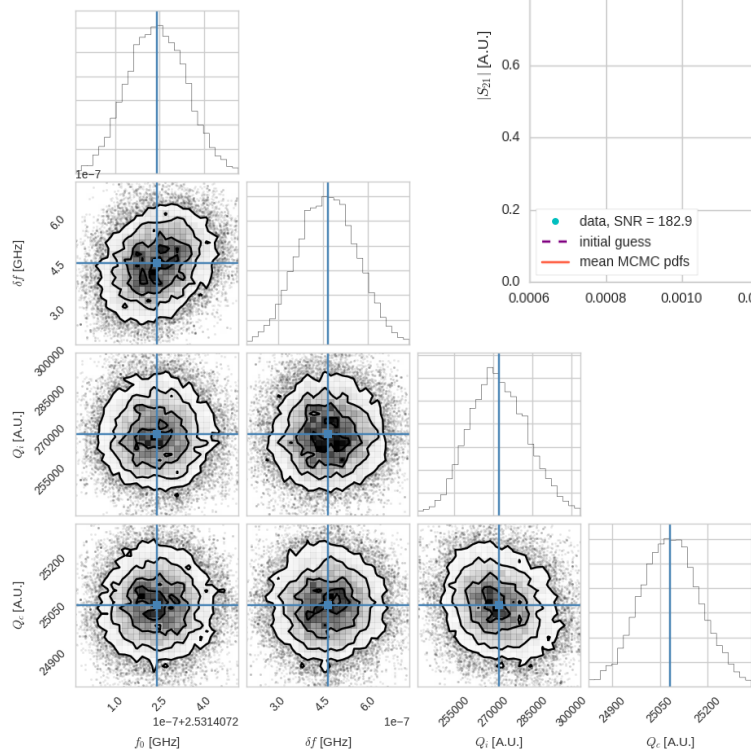 |S21| [A.U.]
0.6
0.4
0.2
0.0
data, SNR = 182.9
initial guess
mean MCMC pdfs
0.0006 0.0008 0.0010
1e−7
6.0
4.5
3.0
δf [GHz]
300000
285000
270000
255000
Qi [A.U.]
25200
25050
24900
Qc [A.U.]
1.0 2.5 4.0 3.0 4.5 6.0 255000 270000 285000 300000 24900 25050 25200
1e−7+2.5314072 1e−7
f0 [GHz] δf [GHz] Qi [A.U.] Qc [A.U.]